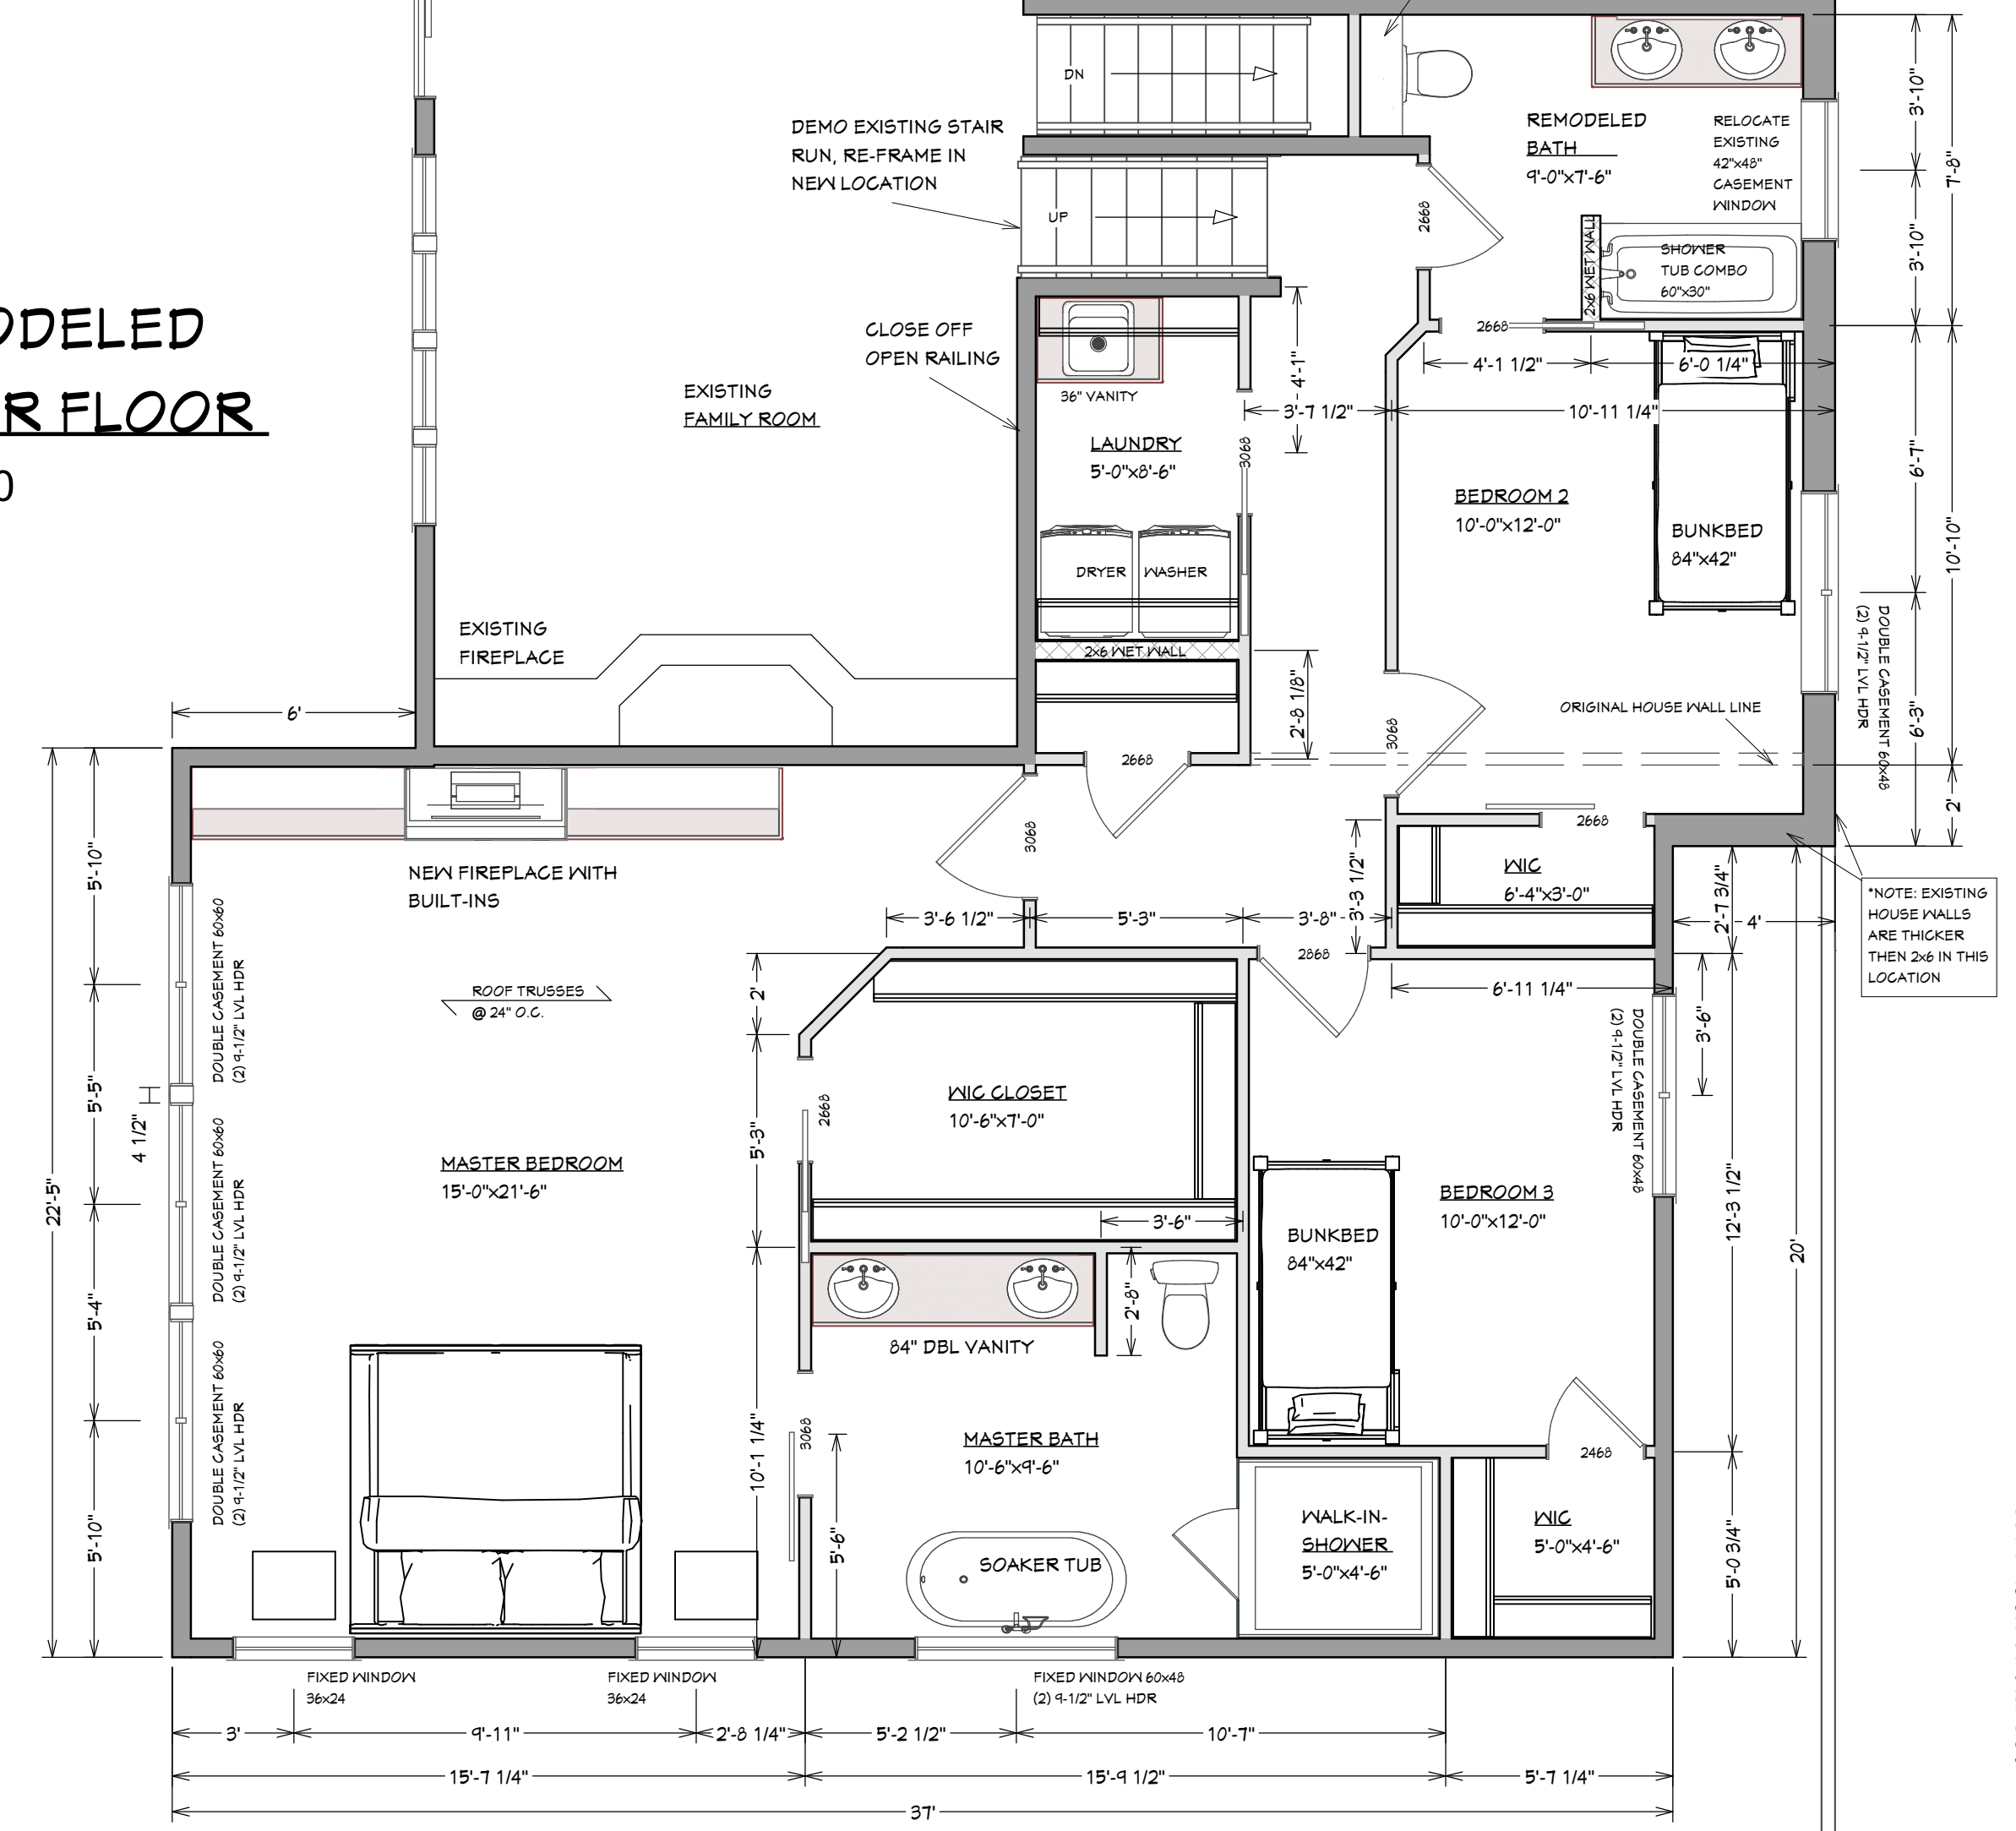 DN
DEMO EXISTING STAIR
RUN, RE-FRAME IN
NEW LOCATION
UP
REMODELED
BATH
9'-0"x7'-6"
RELOCATE
EXISTING
42"x48"
CASEMENT
WINDOW
3'-10"
7'-8"
3'-10"
2668
2x6 WET WALL
SHOWER
TUB COMBO
60"x30"
2668
ODELED
R FLOOR
CLOSE OFF
OPEN RAILING
EXISTING
FAMILY ROOM
36" VANITY
LAUNDRY
5'-0"x8'-6"
4'-1"
3068
3'-7 1/2"
4'-1 1/2"
6'-0 1/4"
10'-11 1/4"
BEDROOM 2
10'-0"x12'-0"
BUNKBED
84"x42"
6'-7"
10'-10"
DRYER
WASHER
2x6 WET WALL
EXISTING
FIREPLACE
6'
2'-8 1/8"
2668
3068
ORIGINAL HOUSE WALL LINE
DOUBLE CASEMENT 60x48
(2) 9-1/2" LVL HDR
6'-3"
2'
3068
2668
WIC
6'-4"x3'-0"
3'-3 1/2"
2'-7 3/4"
4'
*NOTE: EXISTING
HOUSE WALLS
ARE THICKER
THEN 2x6 IN THIS
LOCATION
NEW FIREPLACE WITH
BUILT-INS
5'-10"
DOUBLE CASEMENT 60x60
(2) 9-1/2" LVL HDR
3'-6 1/2"
5'-3"
3'-8"
2868
6'-11 1/4"
ROOF TRUSSES
@ 24" O.C.
2'
3'-6"
DOUBLE CASEMENT 60x48
(2) 9-1/2" LVL HDR
WIC CLOSET
10'-6"x7'-0"
2668
5'-3"
5'-5"
4 1/2"
22'-5"
MASTER BEDROOM
15'-0"x21'-6"
DOUBLE CASEMENT 60x60
(2) 9-1/2" LVL HDR
3'-6"
BUNKBED
84"x42"
BEDROOM 3
10'-0"x12'-0"
12'-3 1/2"
20'
5'-4"
2'-8"
84" DBL VANITY
DOUBLE CASEMENT 60x60
(2) 9-1/2" LVL HDR
10'-1 1/4"
3068
MASTER BATH
10'-6"x9'-6"
2468
5'-10"
5'-6"
SOAKER TUB
WALK-IN-
SHOWER
5'-0"x4'-6"
WIC
5'-0"x4'-6"
5'-0 3/4"
FIXED WINDOW
36x24
FIXED WINDOW
36x24
FIXED WINDOW 60x48
(2) 9-1/2" LVL HDR
3'
9'-11"
2'-8 1/4"
5'-2 1/2"
10'-7"
15'-7 1/4"
15'-9 1/2"
5'-7 1/4"
37'